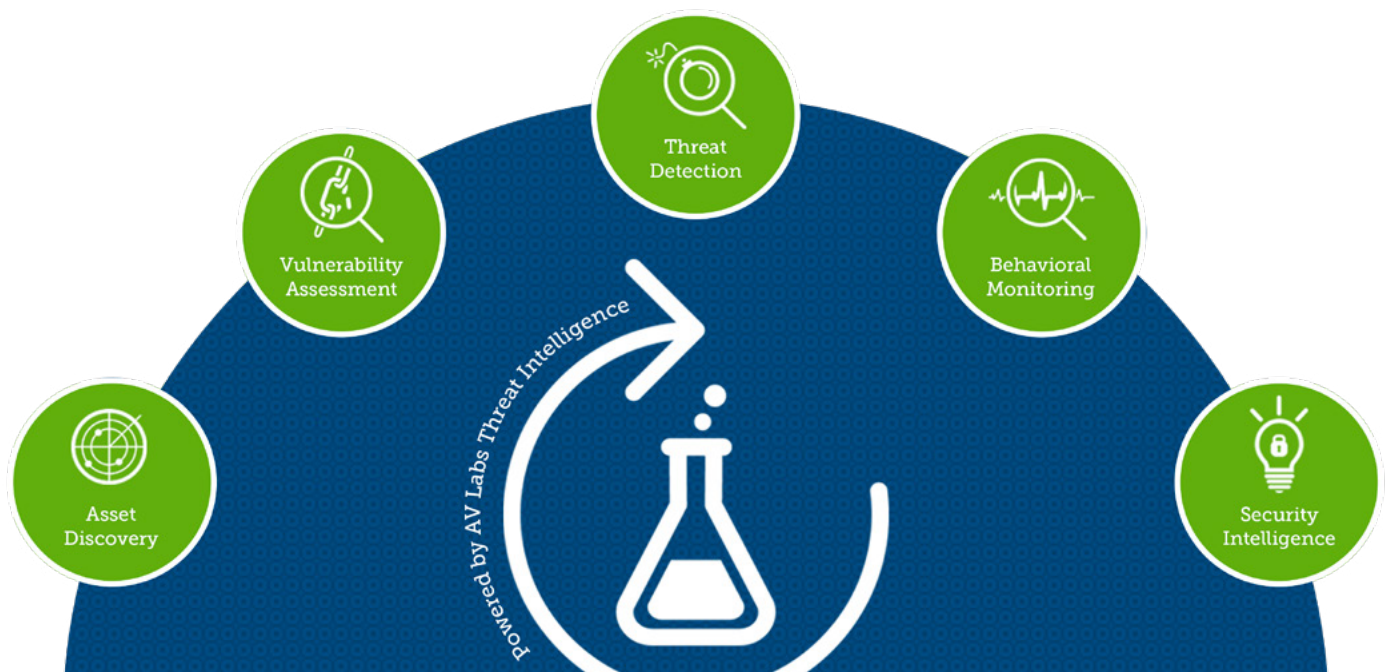 Threat
Detection
Vulnerability
Assessment
Behavioral
Monitoring
Asset
Discovery
Security
Intelligence
Powered by AV Labs Threat Intelligence